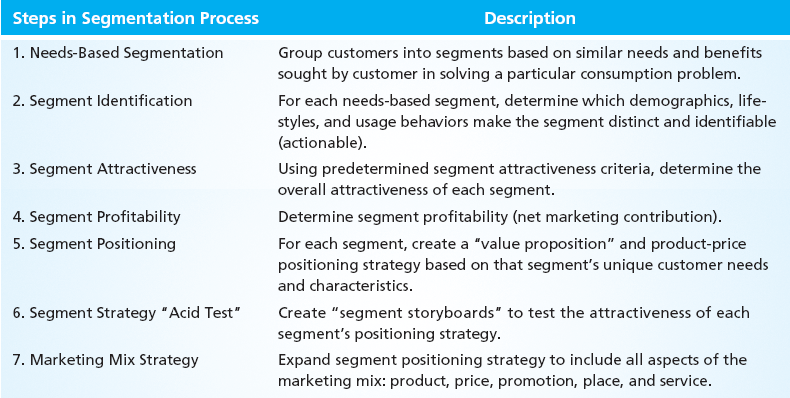 Steps in Segmentation Process Description
1. Needs-Based Segmentation Group customers into segments based on similar needs and benefits
sought by customer in solving a particular consumption problem.
2. Segment Identification For each needs-based segment, determine which demographics, life-
styles, and usage behaviors make the segment distinct and identifiable
(actionable).
3. Segment Attractiveness Using predetermined segment attractiveness criteria, determine the
overall attractiveness of each segment.
4. Segment Profitability Determine segment profitability (net marketing contribution).
5. Segment Positioning For each segment, create a “value proposition” and product-price
positioning strategy based on that segment’s unique customer needs
and characteristics.
6. Segment Strategy “Acid Test” Create “segment storyboards” to test the attractiveness of each
segment’s positioning strategy.
7. Marketing Mix Strategy Expand segment positioning strategy to include all aspects of the
marketing mix: product, price, promotion, place, and service.